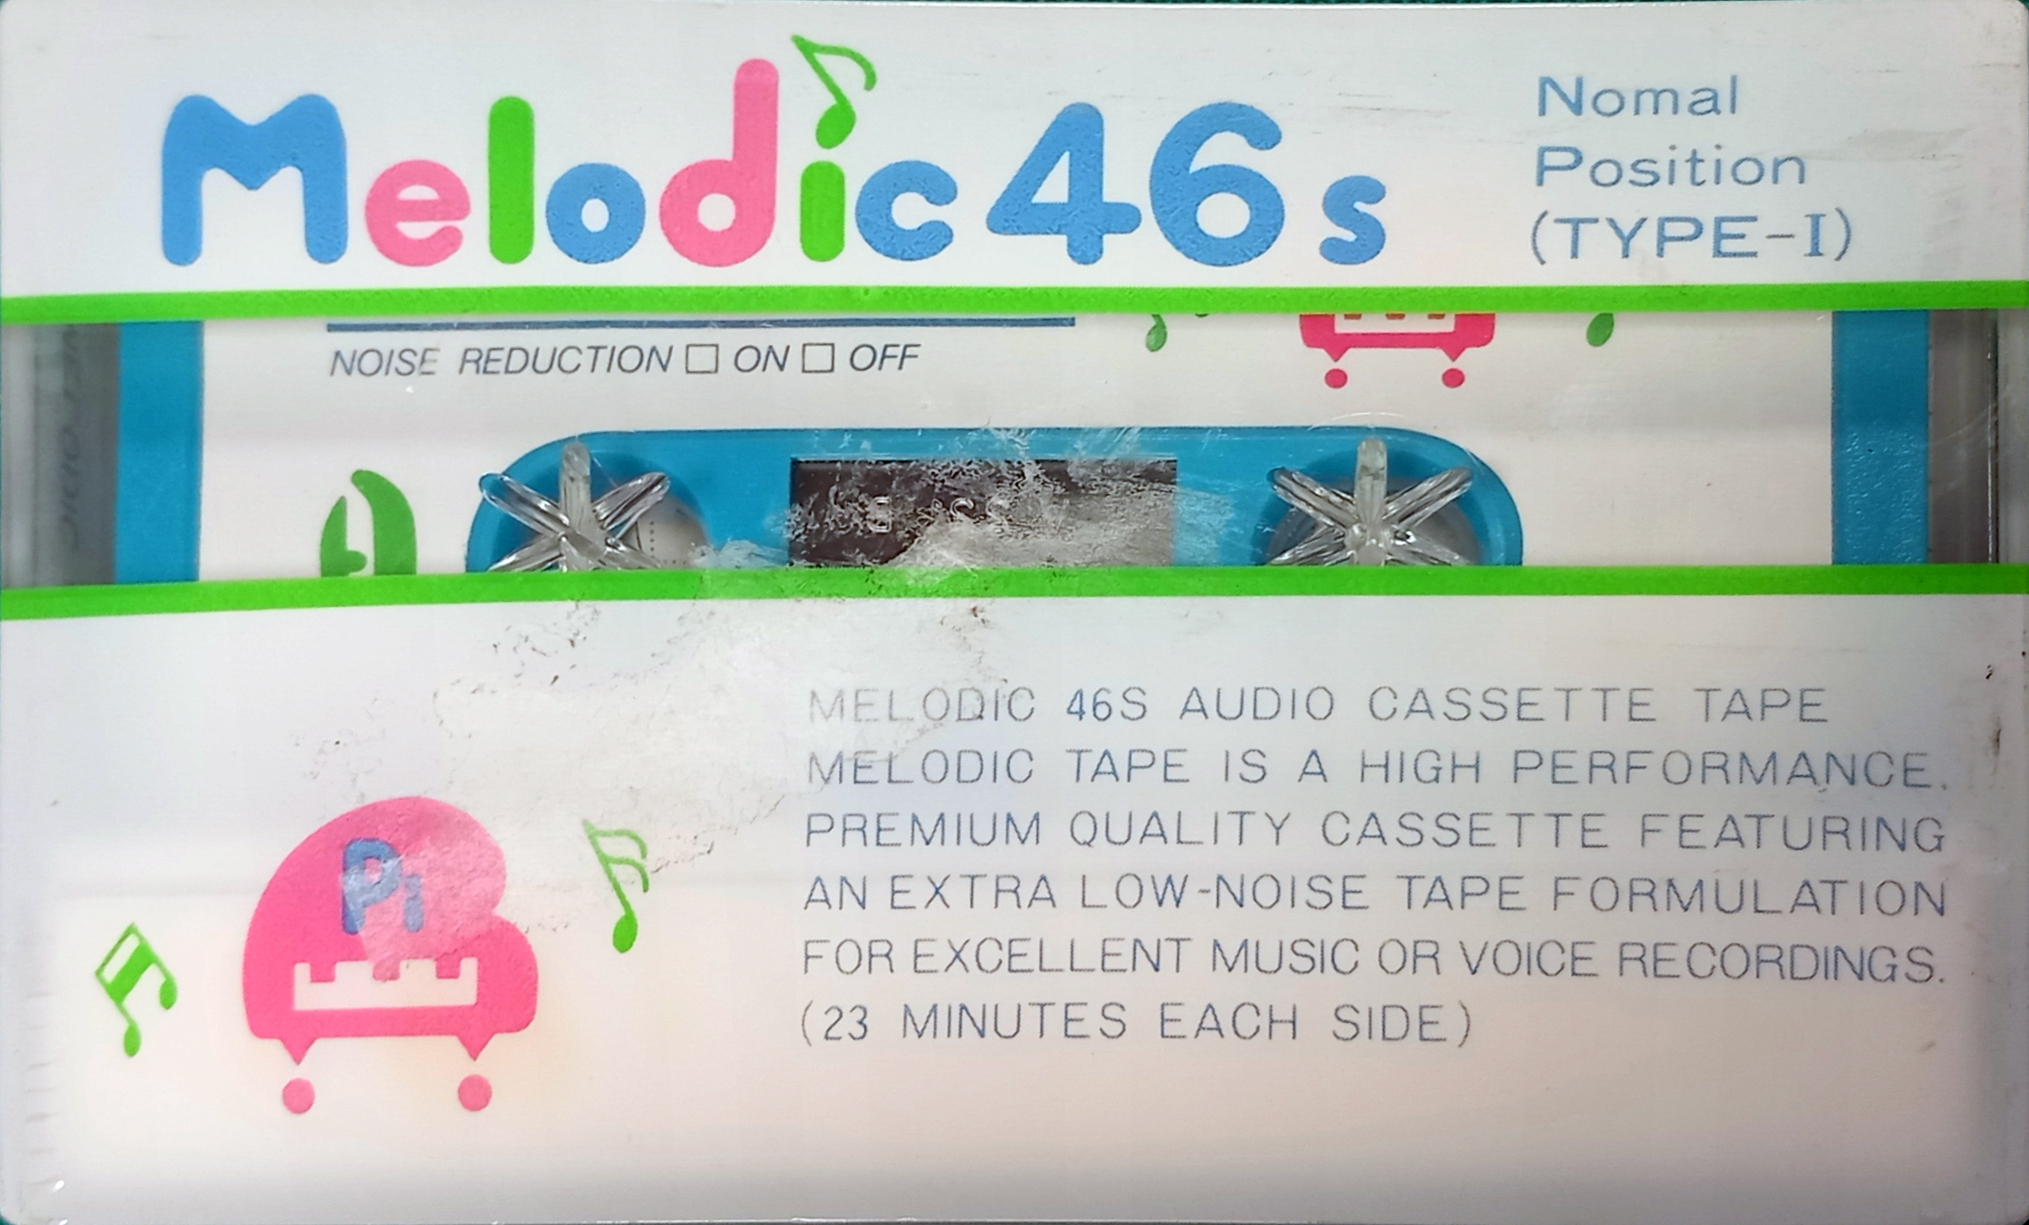 Melodic 46s
Nomal
Position
(TYPE-I)
NOISE REDUCTION □ ON □ OFF
MELODIC 46S AUDIO CASSETTE TAPE
MELODIC TAPE IS A HIGH PERFORMANCE.
PREMIUM QUALITY CASSETTE FEATURING
AN EXTRA LOW-NOISE TAPE FORMULATION
FOR EXCELLENT MUSIC OR VOICE RECORDINGS.
(23 MINUTES EACH SIDE)
Pi